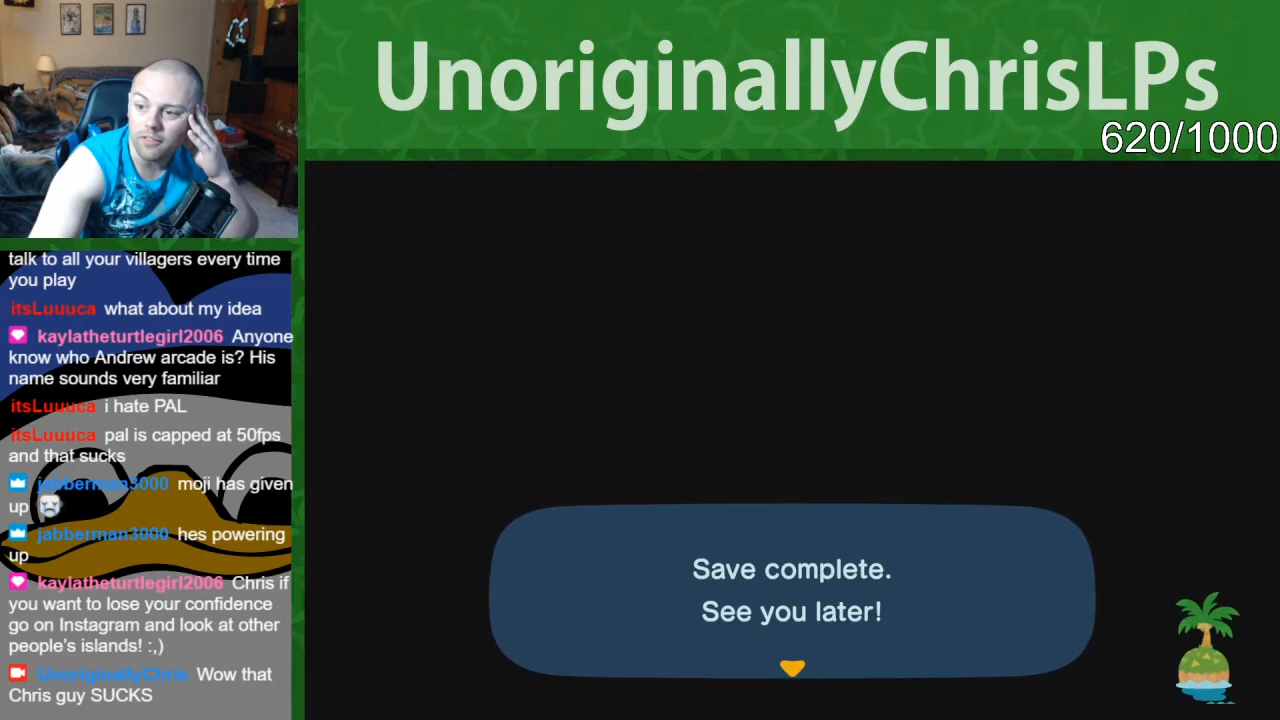 UnoriginallyChrisLPs
620/1000
talk to all your villagers every time
you play
itsLuuuca what about my idea
kaylatheturtlegirl2006 Anyone
know who Andrew arcade is? His
name sounds very familiar
itsLuuuca i hate PAL
itsLuuuca pal is capped at 50fps
and that sucks
jabberman3000 moji has given
up
jabberman3000 hes powering
up
kaylatheturtlegirl2006 Chris if
you want to lose your confidence
go on Instagram and look at other
people's islands! :,)
UnoriginallyChris Wow that
Chris guy SUCKS
Save complete.
See you later!